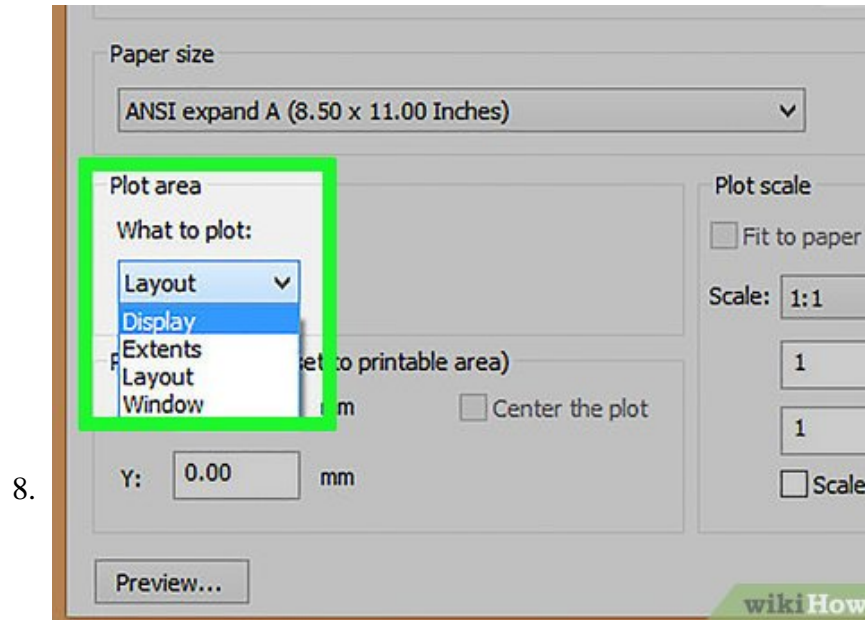 Paper size
ANSI expand A (8.50 x 11.00 Inches)
Plot area
What to plot:
Layout
Display
Extents
Layout
Window
Plot scale
Fit to paper
Scale: 1:1
1
1
Scale
set to printable area)
mm
Center the plot
8.
Y: 0.00 mm
Preview...
wikiHow